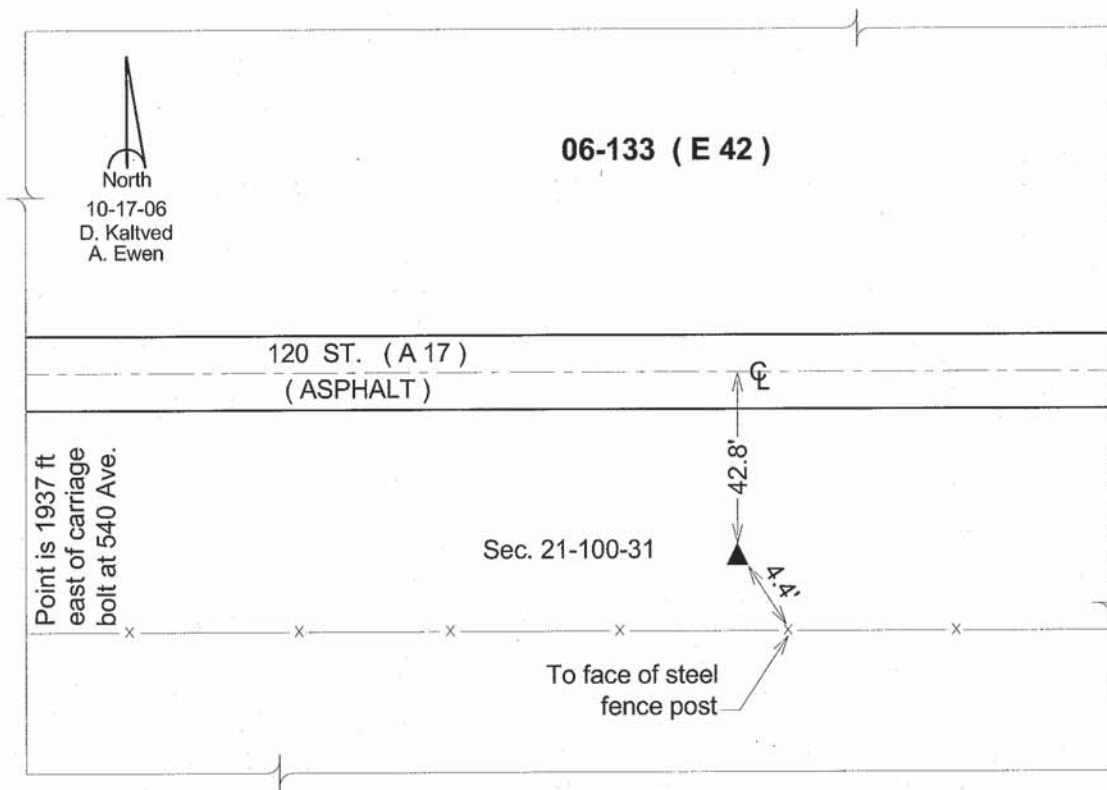 06-133 ( E 42 )
North
10-17-06
D. Kaltved
A. Ewen
120 ST. ( A 17 )
( ASPHALT )
℄
42.8'
Point is 1937 ft
east of carriage
bolt at 540 Ave.
Sec. 21-100-31
4.4'
To face of steel
fence post